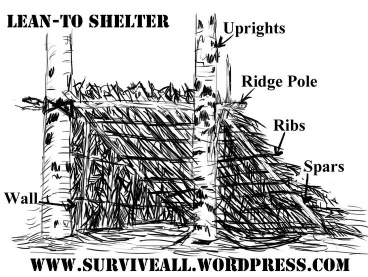 LEAN-TO SHELTER
Uprights
Ridge Pole
Ribs
Spars
Wall
WWW.SURVIVEALL.WORDPRESS.COM